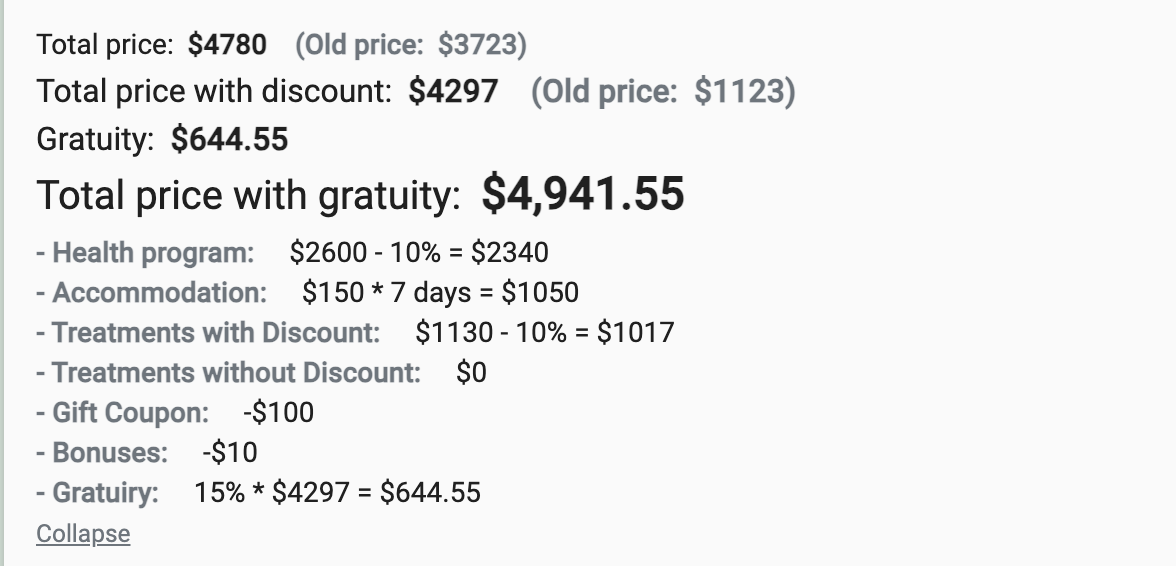 Total price: $4780 (Old price: $3723)
Total price with discount: $4297 (Old price: $1123)
Gratuity: $644.55
Total price with gratuity: $4,941.55
- Health program: $2600 - 10% = $2340
- Accommodation: $150 * 7 days = $1050
- Treatments with Discount: $1130 - 10% = $1017
- Treatments without Discount: $0
- Gift Coupon: -$100
- Bonuses: -$10
- Gratuiry: 15% * $4297 = $644.55
Collapse